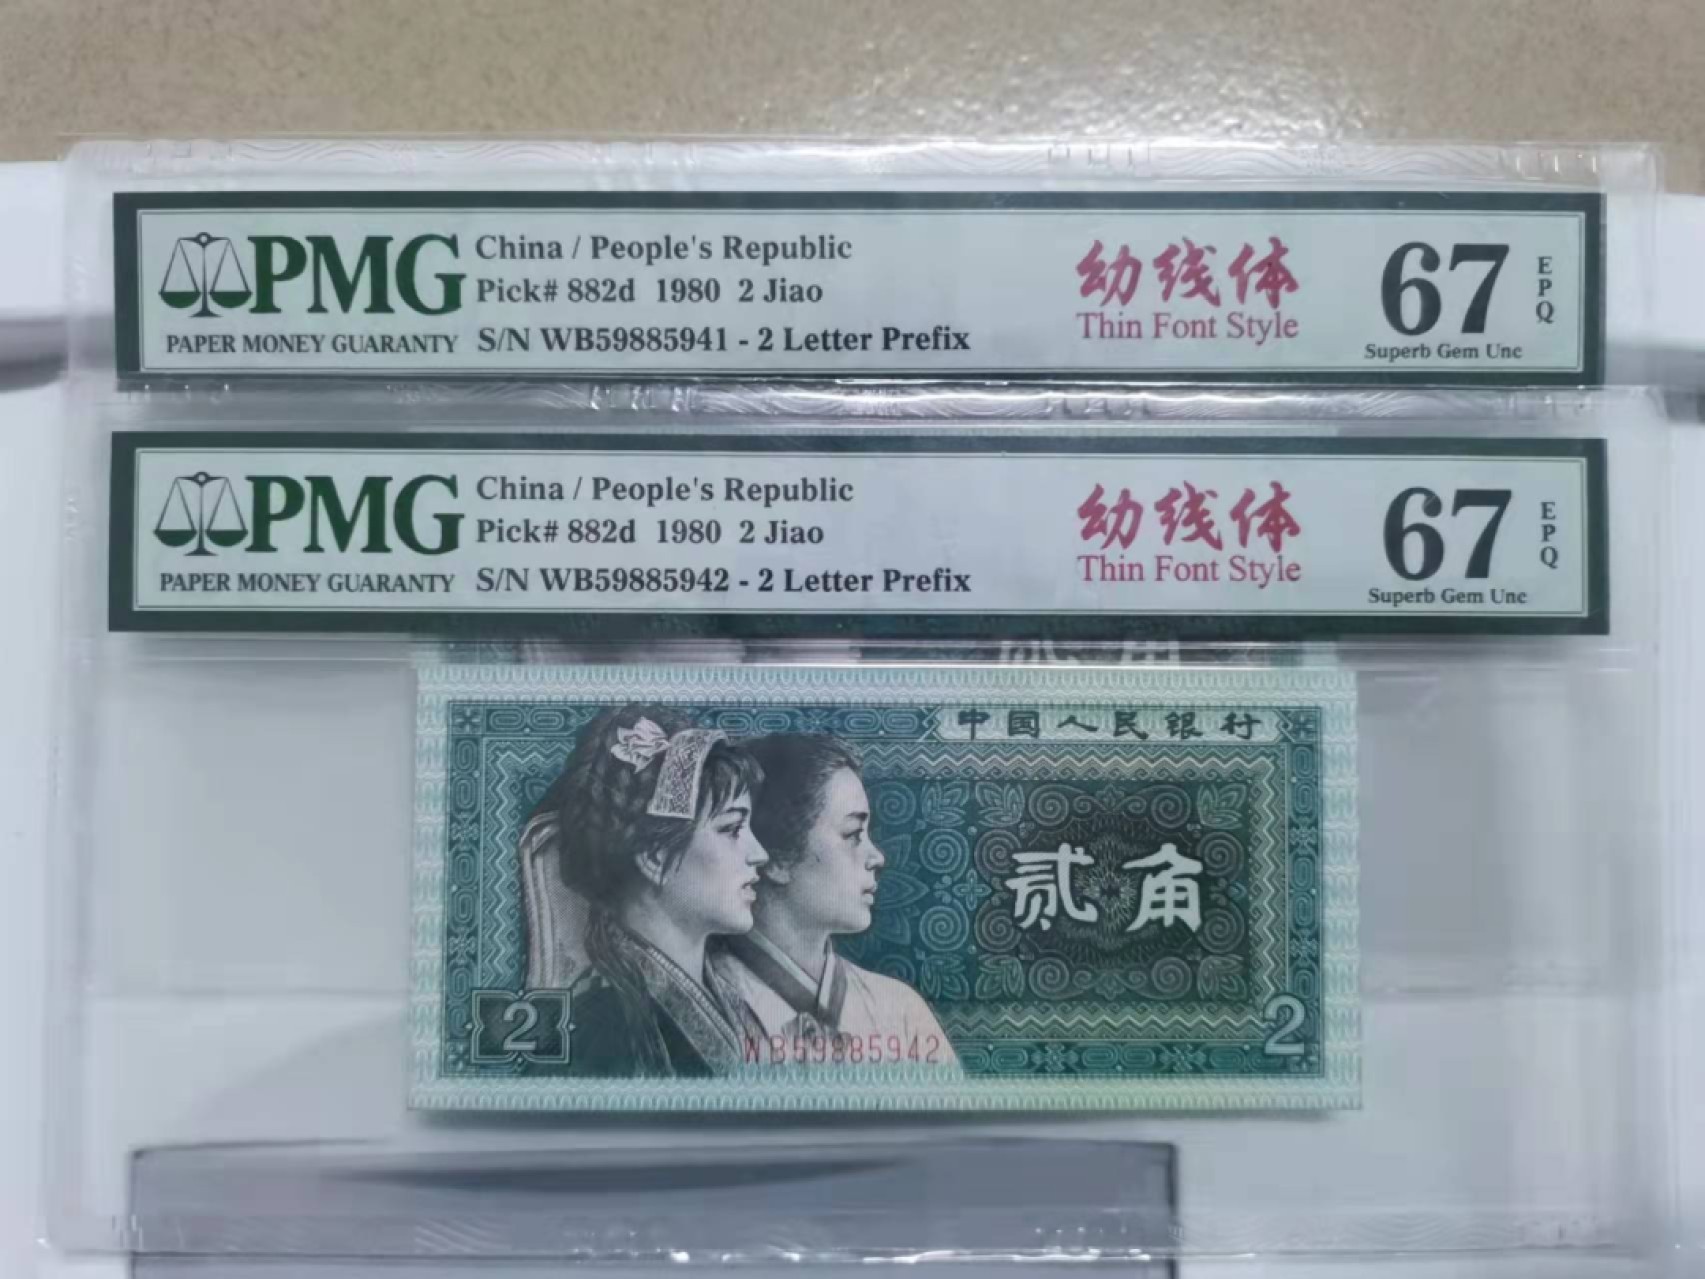 PMG
PAPER MONEY GUARANTY
China / People's Republic
Pick# 882d 1980 2 Jiao
S/N WB59885941 - 2 Letter Prefix
幼线体
Thin Font Style
67
EPQ
Superb Gem Unc
PMG
PAPER MONEY GUARANTY
China / People's Republic
Pick# 882d 1980 2 Jiao
S/N WB59885942 - 2 Letter Prefix
幼线体
Thin Font Style
67
EPQ
Superb Gem Unc
贰角
中国人民银行
贰角
2
WB59885942
2